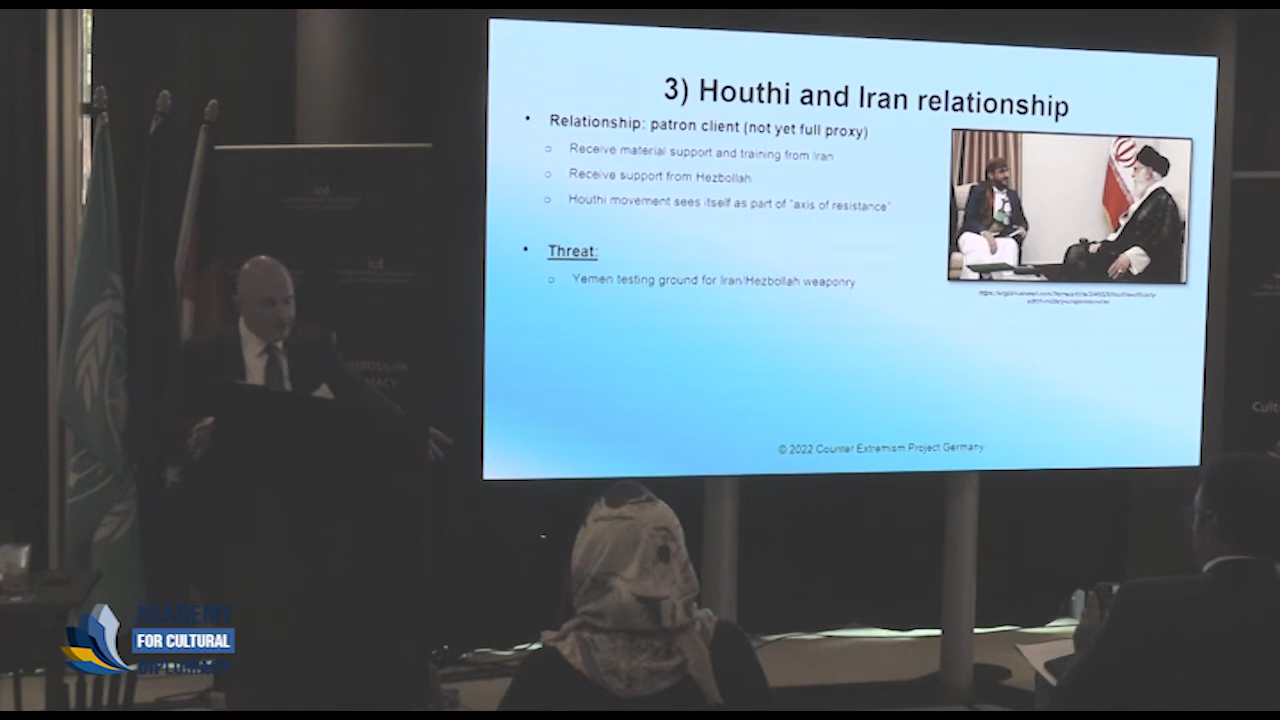 3) Houthi and Iran relationship
• Relationship: patron client (not yet full proxy)
○ Receive material support and training from Iran
○ Receive support from Hezbollah
○ Houthi movement sees itself as part of "axis of resistance"
• Threat:
○ Yemen testing ground for Iran/Hezbollah weaponry
© 2022 Counter Extremism Project Germany
icd
icd
ACADEMY
FOR CULTURAL
DIPLOMACY